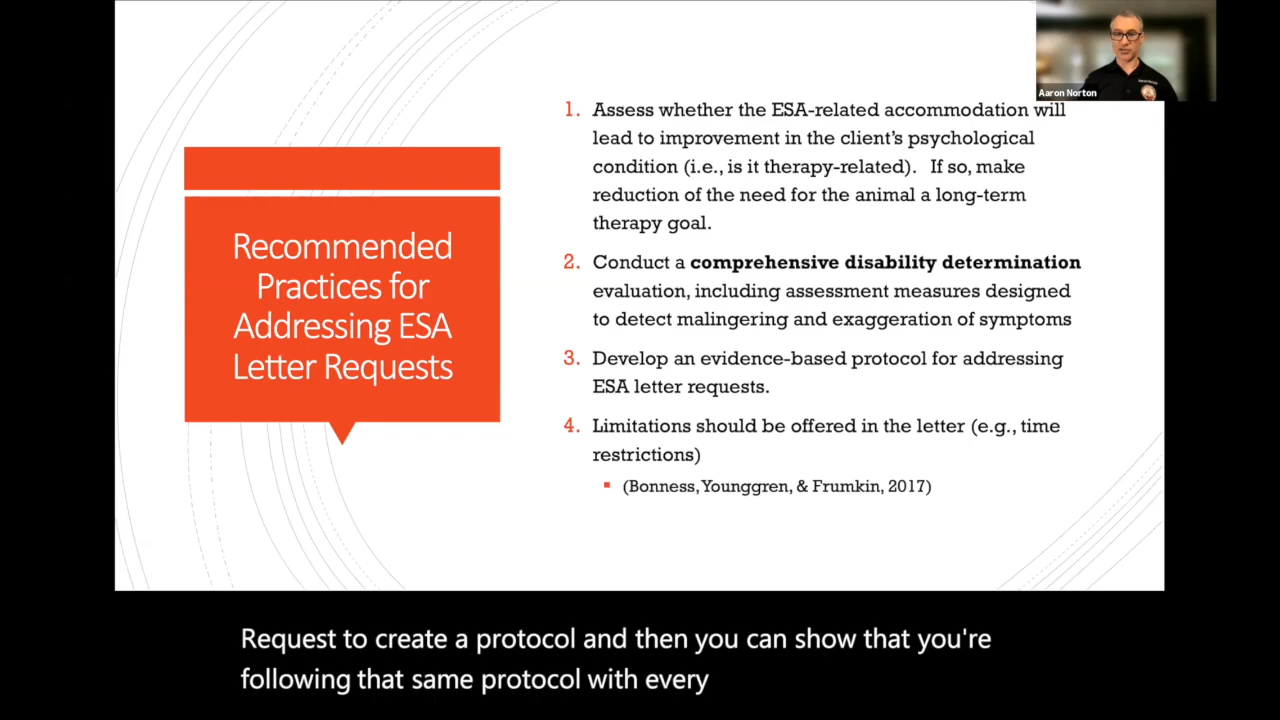 Aaron Norton
Recommended
Practices for
Addressing ESA
Letter Requests
1. Assess whether the ESA-related accommodation will
lead to improvement in the client's psychological
condition (i.e., is it therapy-related). If so, make
reduction of the need for the animal a long-term
therapy goal.
2. Conduct a comprehensive disability determination
evaluation, including assessment measures designed
to detect malingering and exaggeration of symptoms
3. Develop an evidence-based protocol for addressing
ESA letter requests.
4. Limitations should be offered in the letter (e.g., time
restrictions)
(Bonness, Younggren, & Frumkin, 2017)
Request to create a protocol and then you can show that you're
following that same protocol with every